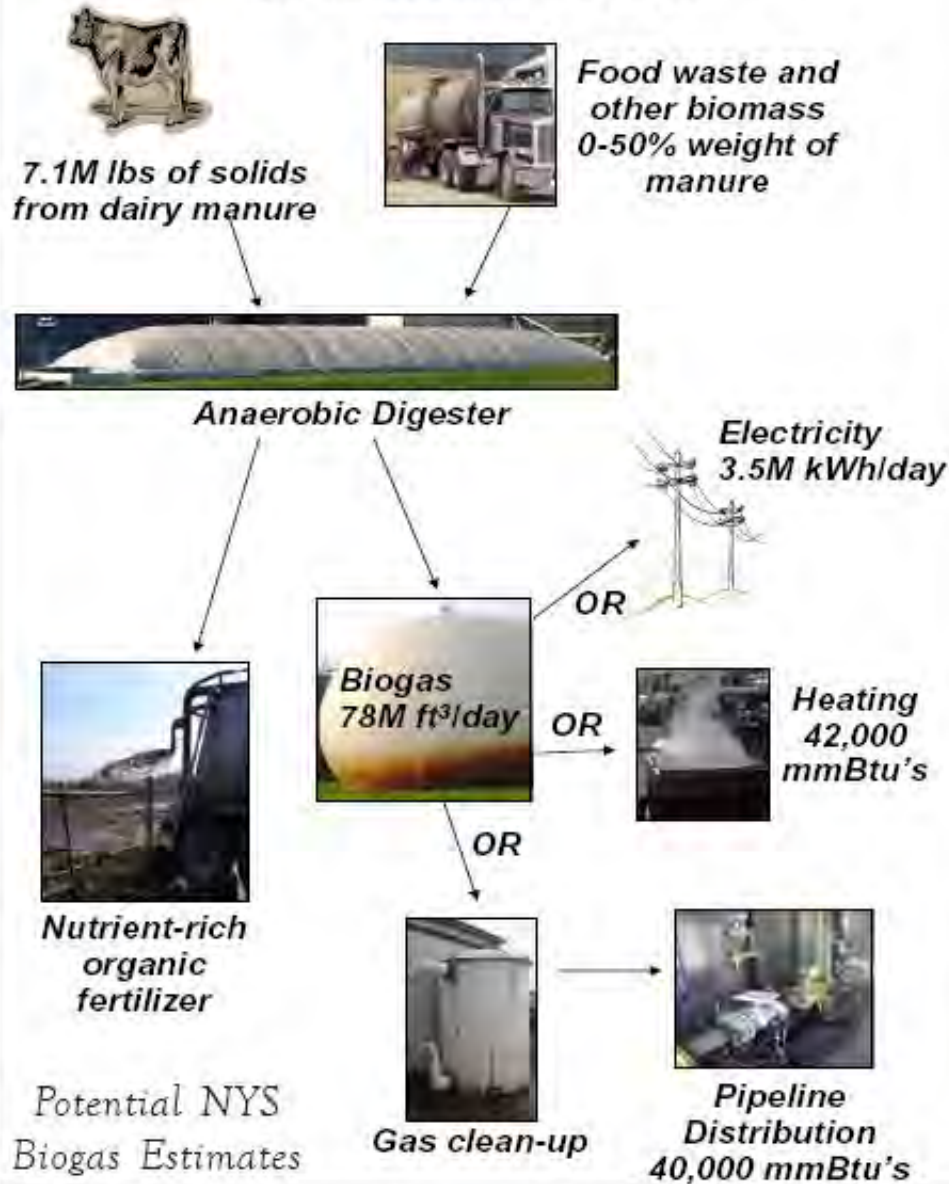 7.1M lbs of solids
from dairy manure
Food waste and
other biomass
0-50% weight of
manure
Anaerobic Digester
Electricity
3.5M kWh/day
OR
Biogas
78M ft³/day
OR
Heating
42,000
mmBtu's
OR
Nutrient-rich
organic
fertilizer
Gas clean-up
Pipeline
Distribution
40,000 mmBtu's
Potential NYS
Biogas Estimates